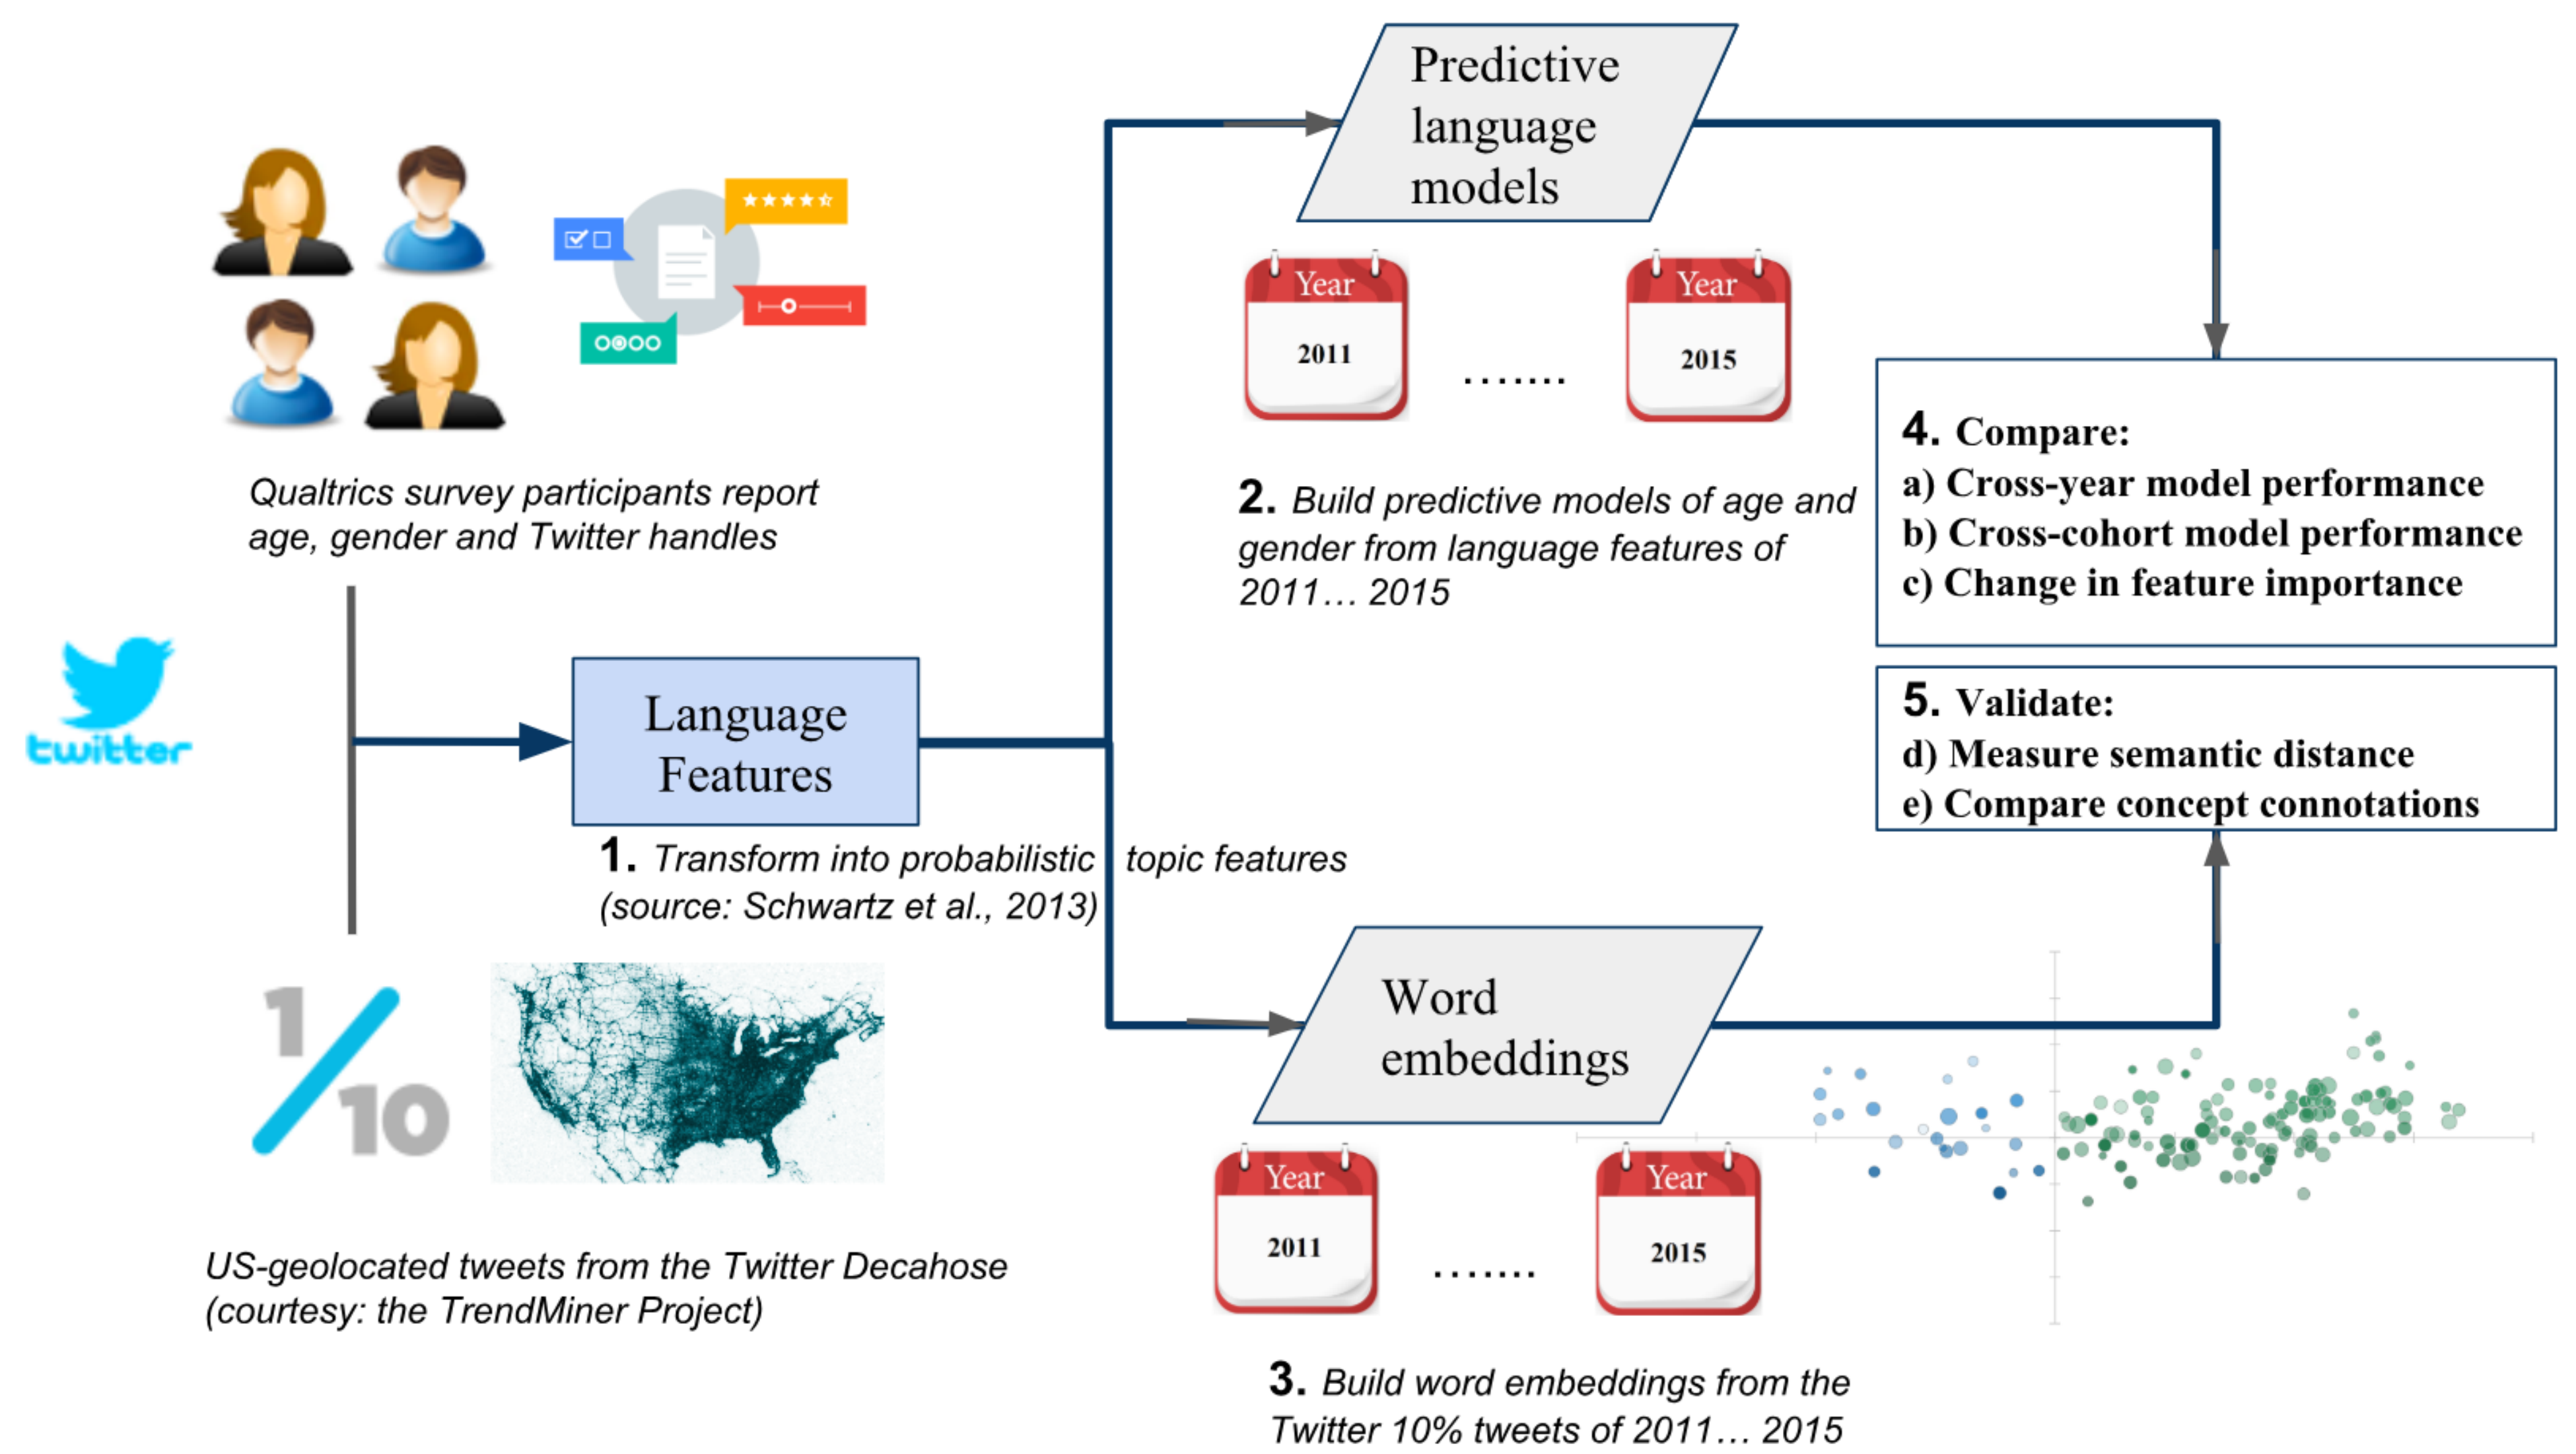 Qualtrics survey participants report
age, gender and Twitter handles
twitter
1/10
US-geolocated tweets from the Twitter Decahose
(courtesy: the TrendMiner Project)
Language
Features
1. Transform into probabilistic topic features
(source: Schwartz et al., 2013)
Predictive
language
models
Year
2011
.......
Year
2015
2. Build predictive models of age and
gender from language features of
2011... 2015
Word
embeddings
Year
2011
.......
Year
2015
3. Build word embeddings from the
Twitter 10% tweets of 2011... 2015
4. Compare:
a) Cross-year model performance
b) Cross-cohort model performance
c) Change in feature importance
5. Validate:
d) Measure semantic distance
e) Compare concept connotations